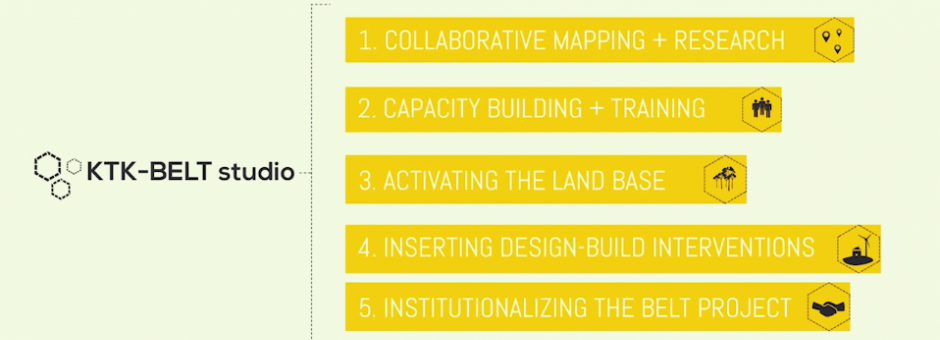 KTK-BELT studio
1. COLLABORATIVE MAPPING + RESEARCH
2. CAPACITY BUILDING + TRAINING
3. ACTIVATING THE LAND BASE
4. INSERTING DESIGN-BUILD INTERVENTIONS
5. INSTITUTIONALIZING THE BELT PROJECT